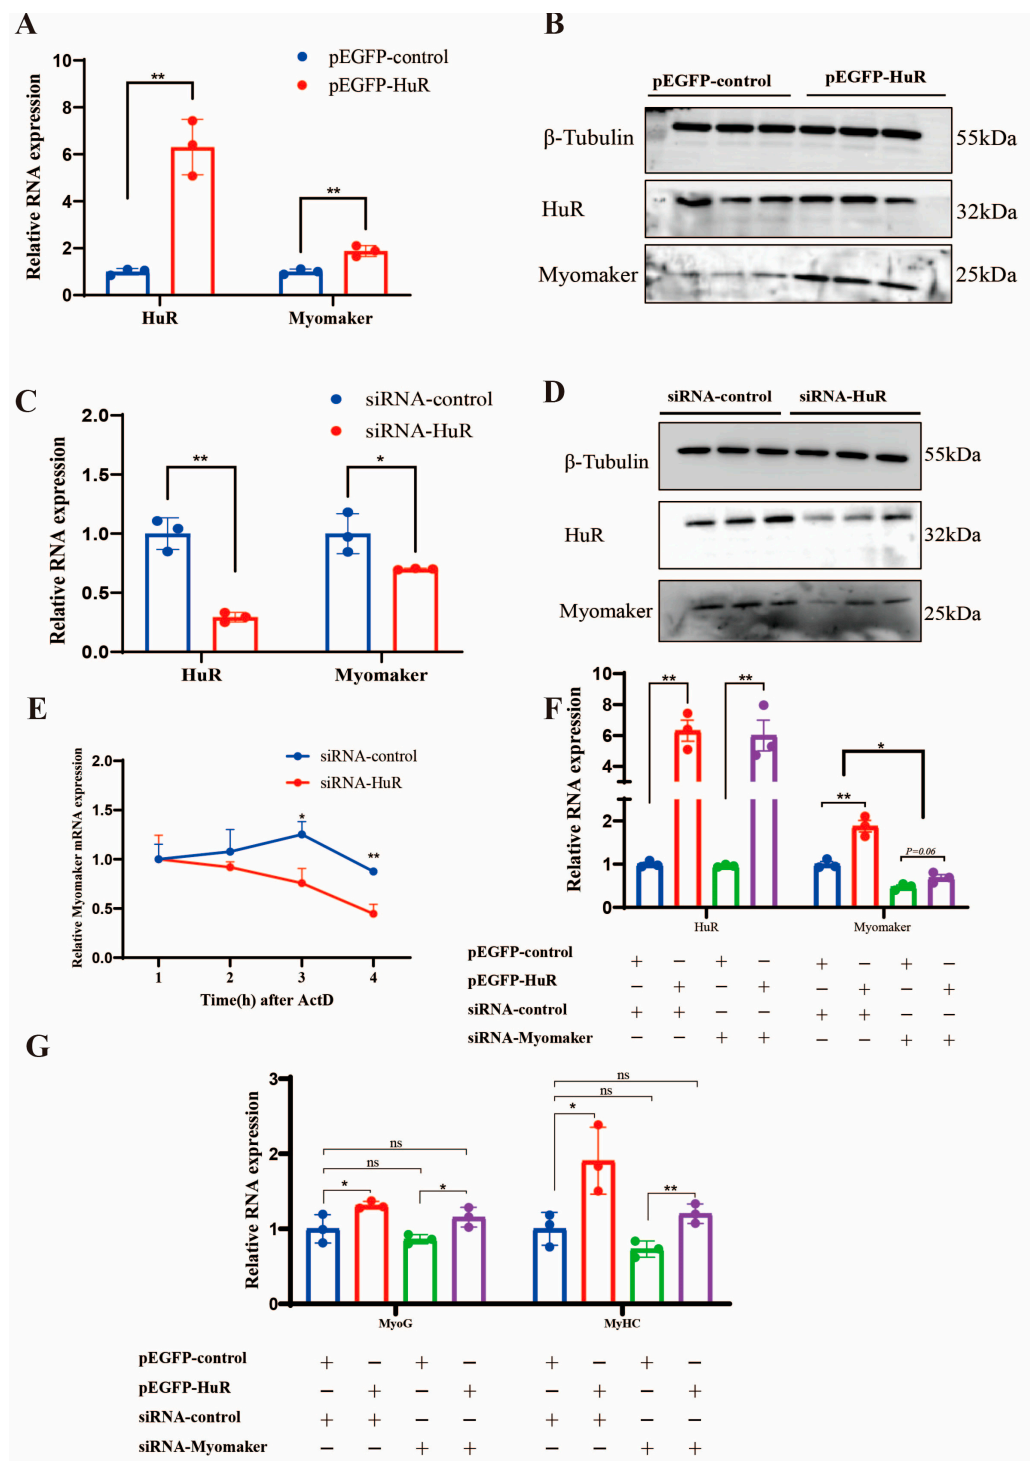 A
10
8
6
4
2
0
Relative RNA expression
pEGFP-control
pEGFP-HuR
**
**
HuR
Myomaker
B
pEGFP-control
pEGFP-HuR
β-Tubulin
55kDa
HuR
32kDa
Myomaker
25kDa
C
2.0
1.5
1.0
0.5
0.0
Relative RNA expression
siRNA-control
siRNA-HuR
**
*
HuR
Myomaker
D
siRNA-control
siRNA-HuR
β-Tubulin
55kDa
HuR
32kDa
Myomaker
25kDa
E
2.0
1.5
1.0
0.5
0.0
Relative Myomaker mRNA expression
siRNA-control
siRNA-HuR
*
**
1 2 3 4
Time(h) after ActD
F
10
8
6
4
2
1
0
Relative RNA expression
**
**
*
**
P=0.06
HuR
Myomaker
pEGFP-control + − + − + − + −
pEGFP-HuR − + − + − + − +
siRNA-control + + − − + + − −
siRNA-Myomaker − − + + − − + +
G
3
2
1
0
Relative RNA expression
ns
ns
*
*
ns
ns
*
**
MyoG
MyHC
pEGFP-control + − + − + − + −
pEGFP-HuR − + − + − + − +
siRNA-control + + − − + + − −
siRNA-Myomaker − − + + − − + +